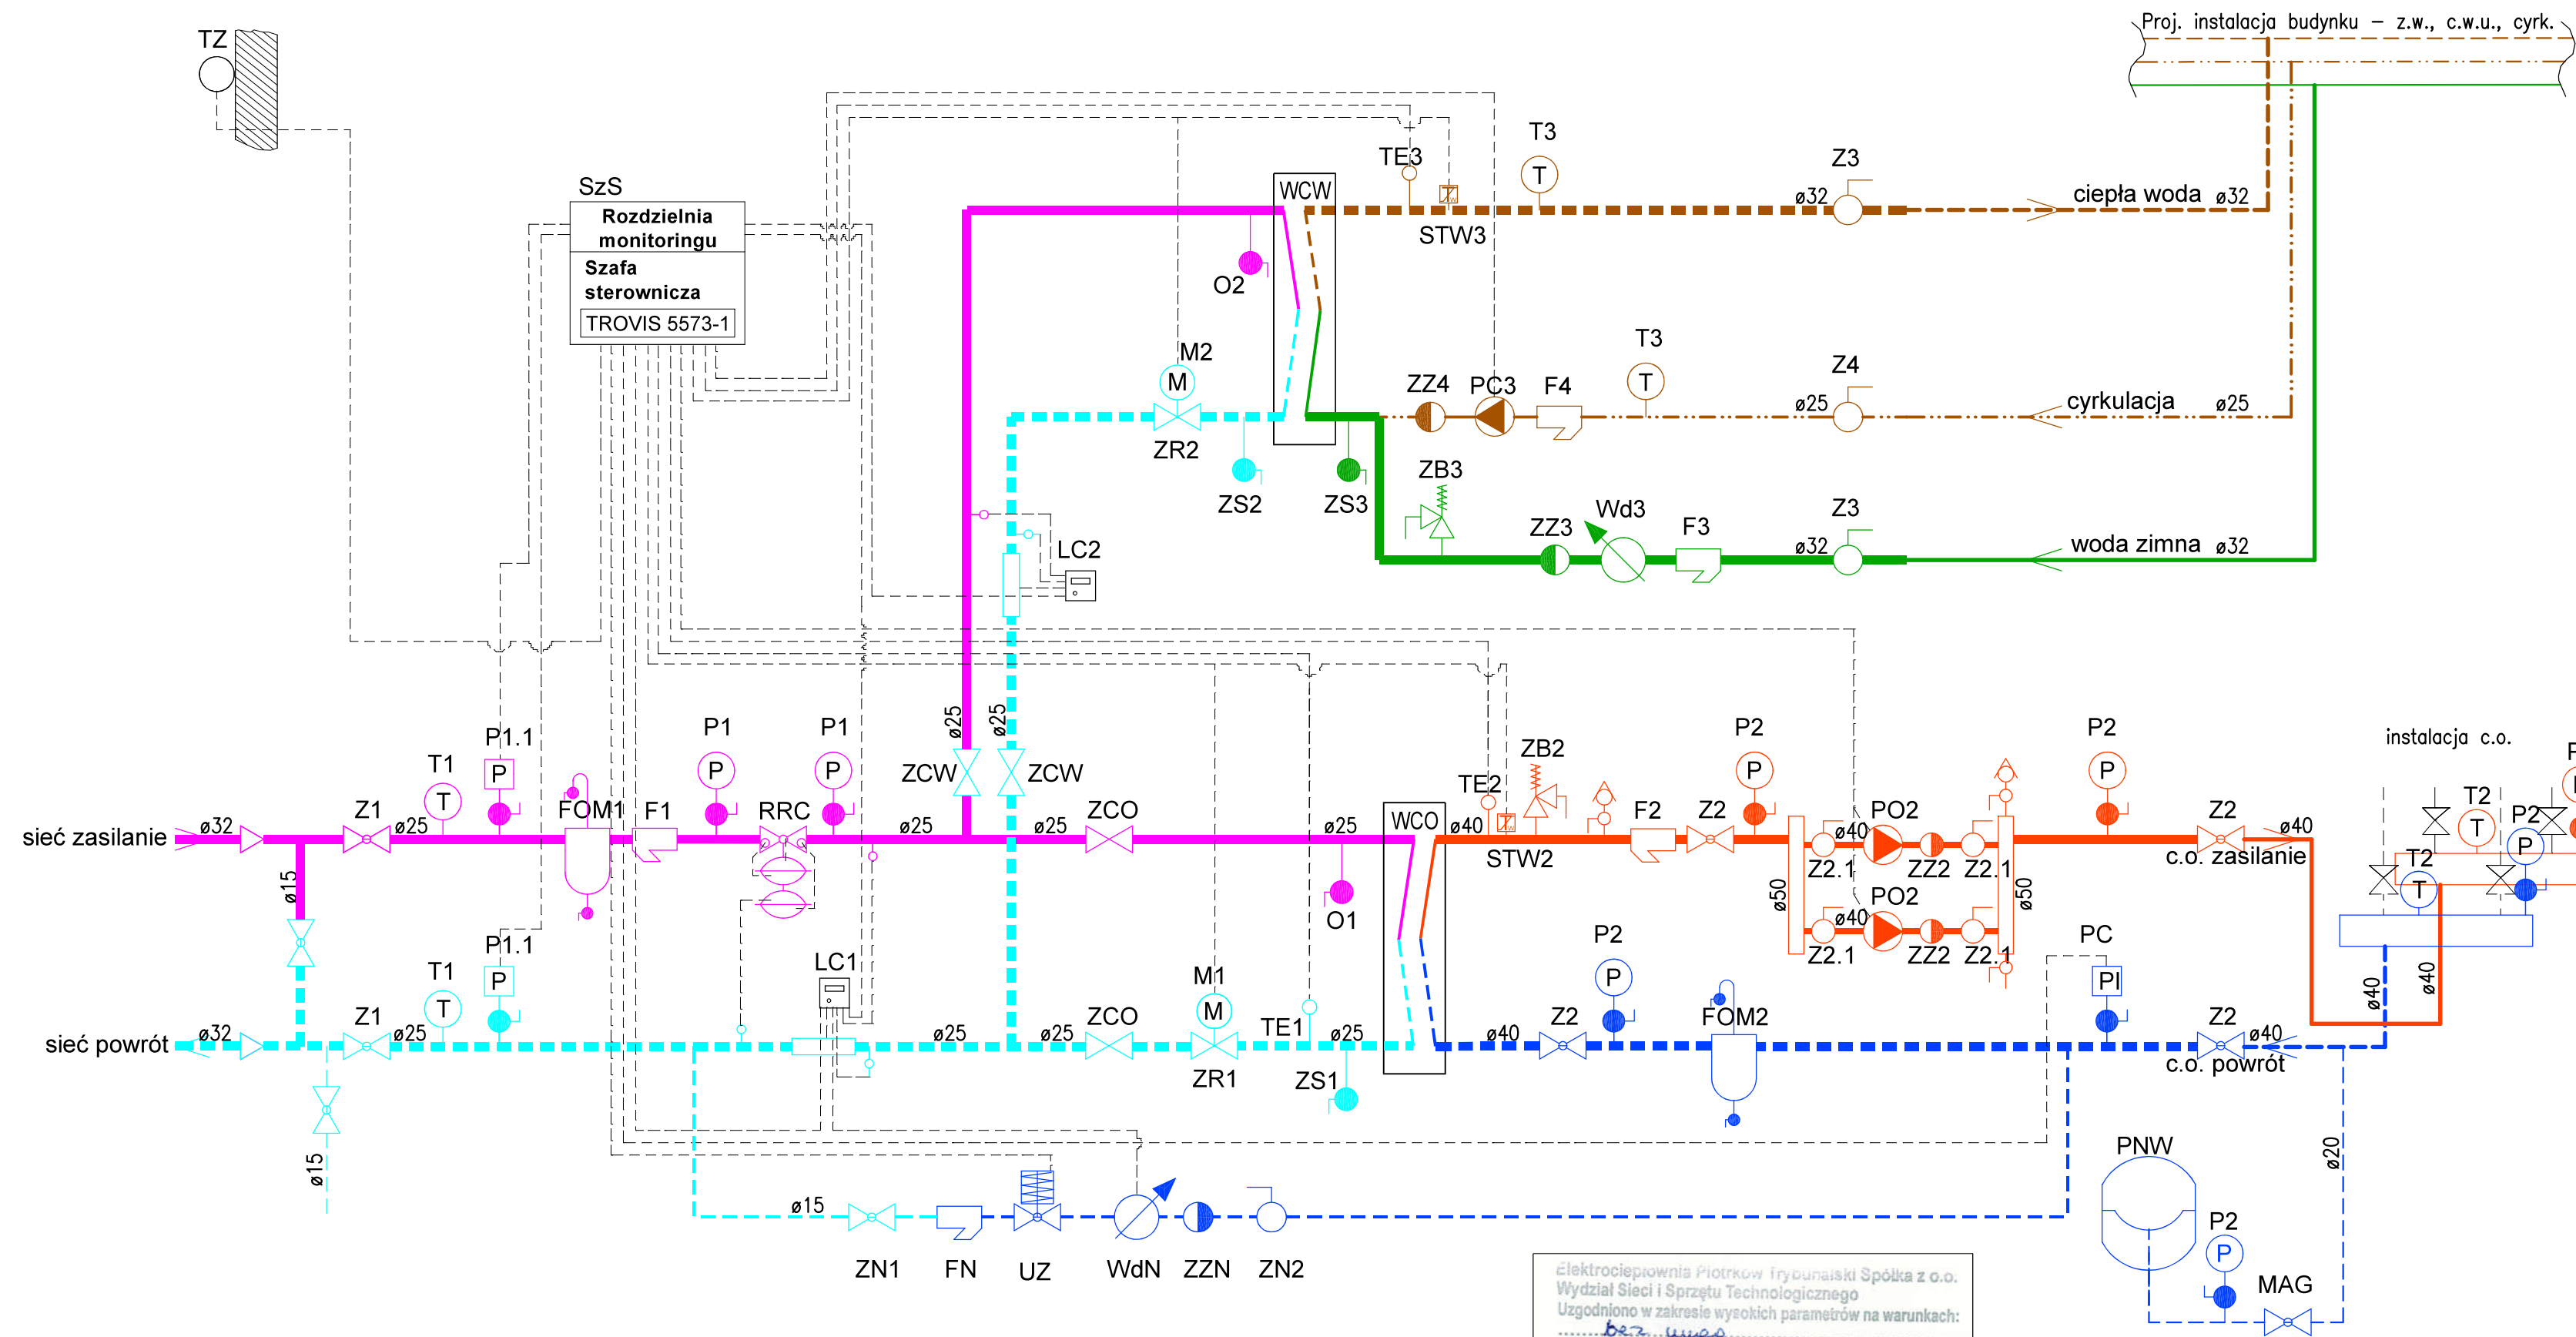 Proj. instalacja budynku – z.w., c.w.u., cyrk.
TZ
SzS
Rozdzielnia
monitoringu
Szafa
sterownicza
TROVIS 5573-1
WCW
TE3
T3
T
STW3
Z3
ø32
ciepła woda ø32
O2
M2
M
ZR2
ZS2
ZS3
ZZ4
PC3
F4
T3
T
Z4
ø25
cyrkulacja ø25
ZB3
ZZ3
Wd3
F3
Z3
ø32
woda zimna ø32
LC2
ø25
ø25
ZCW
ZCW
sieć zasilanie
ø32
Z1
ø25
T1
T
P1.1
P
FOM1
F1
P1
P
RRC
P1
P
ø25
ø25
ZCO
ø25
O1
WCO
ø40
TE2
STW2
ZB2
F2
Z2
P2
P
ø50
Z2.1
ø40
PO2
ZZ2
Z2.1
ø50
Z2.1
ø40
PO2
ZZ2
Z2.1
P2
P
Z2
ø40
c.o. zasilanie
instalacja c.o.
T2
T
P2
P
T2
T
ø40
ø40
ø15
sieć powrót
ø32
Z1
ø25
T1
T
P1.1
P
LC1
ø25
ø25
ZCO
M1
M
ZR1
TE1
ø25
ZS1
ø40
Z2
P2
P
FOM2
PC
PI
Z2
ø40
c.o. powrót
ø15
ø15
ZN1
FN
UZ
WdN
ZZN
ZN2
PNW
P2
P
MAG
ø20
Elektrociepłownia Piotrków Trybunalski Spółka z o.o.
Wydział Sieci i Sprzętu Technologicznego
Uzgodniono w zakresie wysokich parametrów na warunkach:
bez uwag